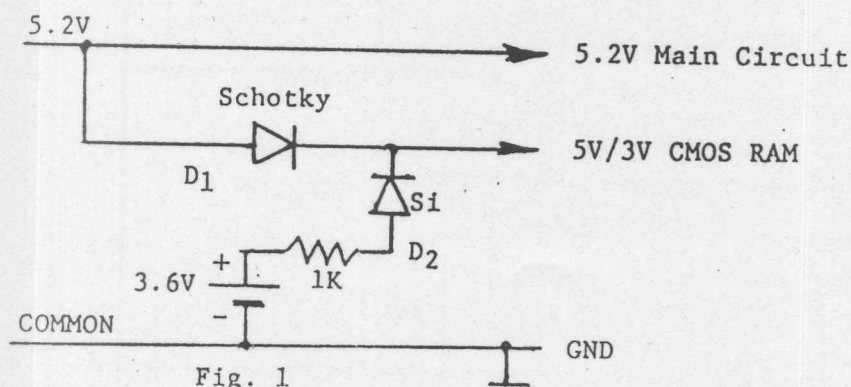 5.2V
5.2V Main Circuit
Schotky
5V/3V CMOS RAM
D1
Si
D2
+
3.6V
1K
-
COMMON
GND
Fig. 1